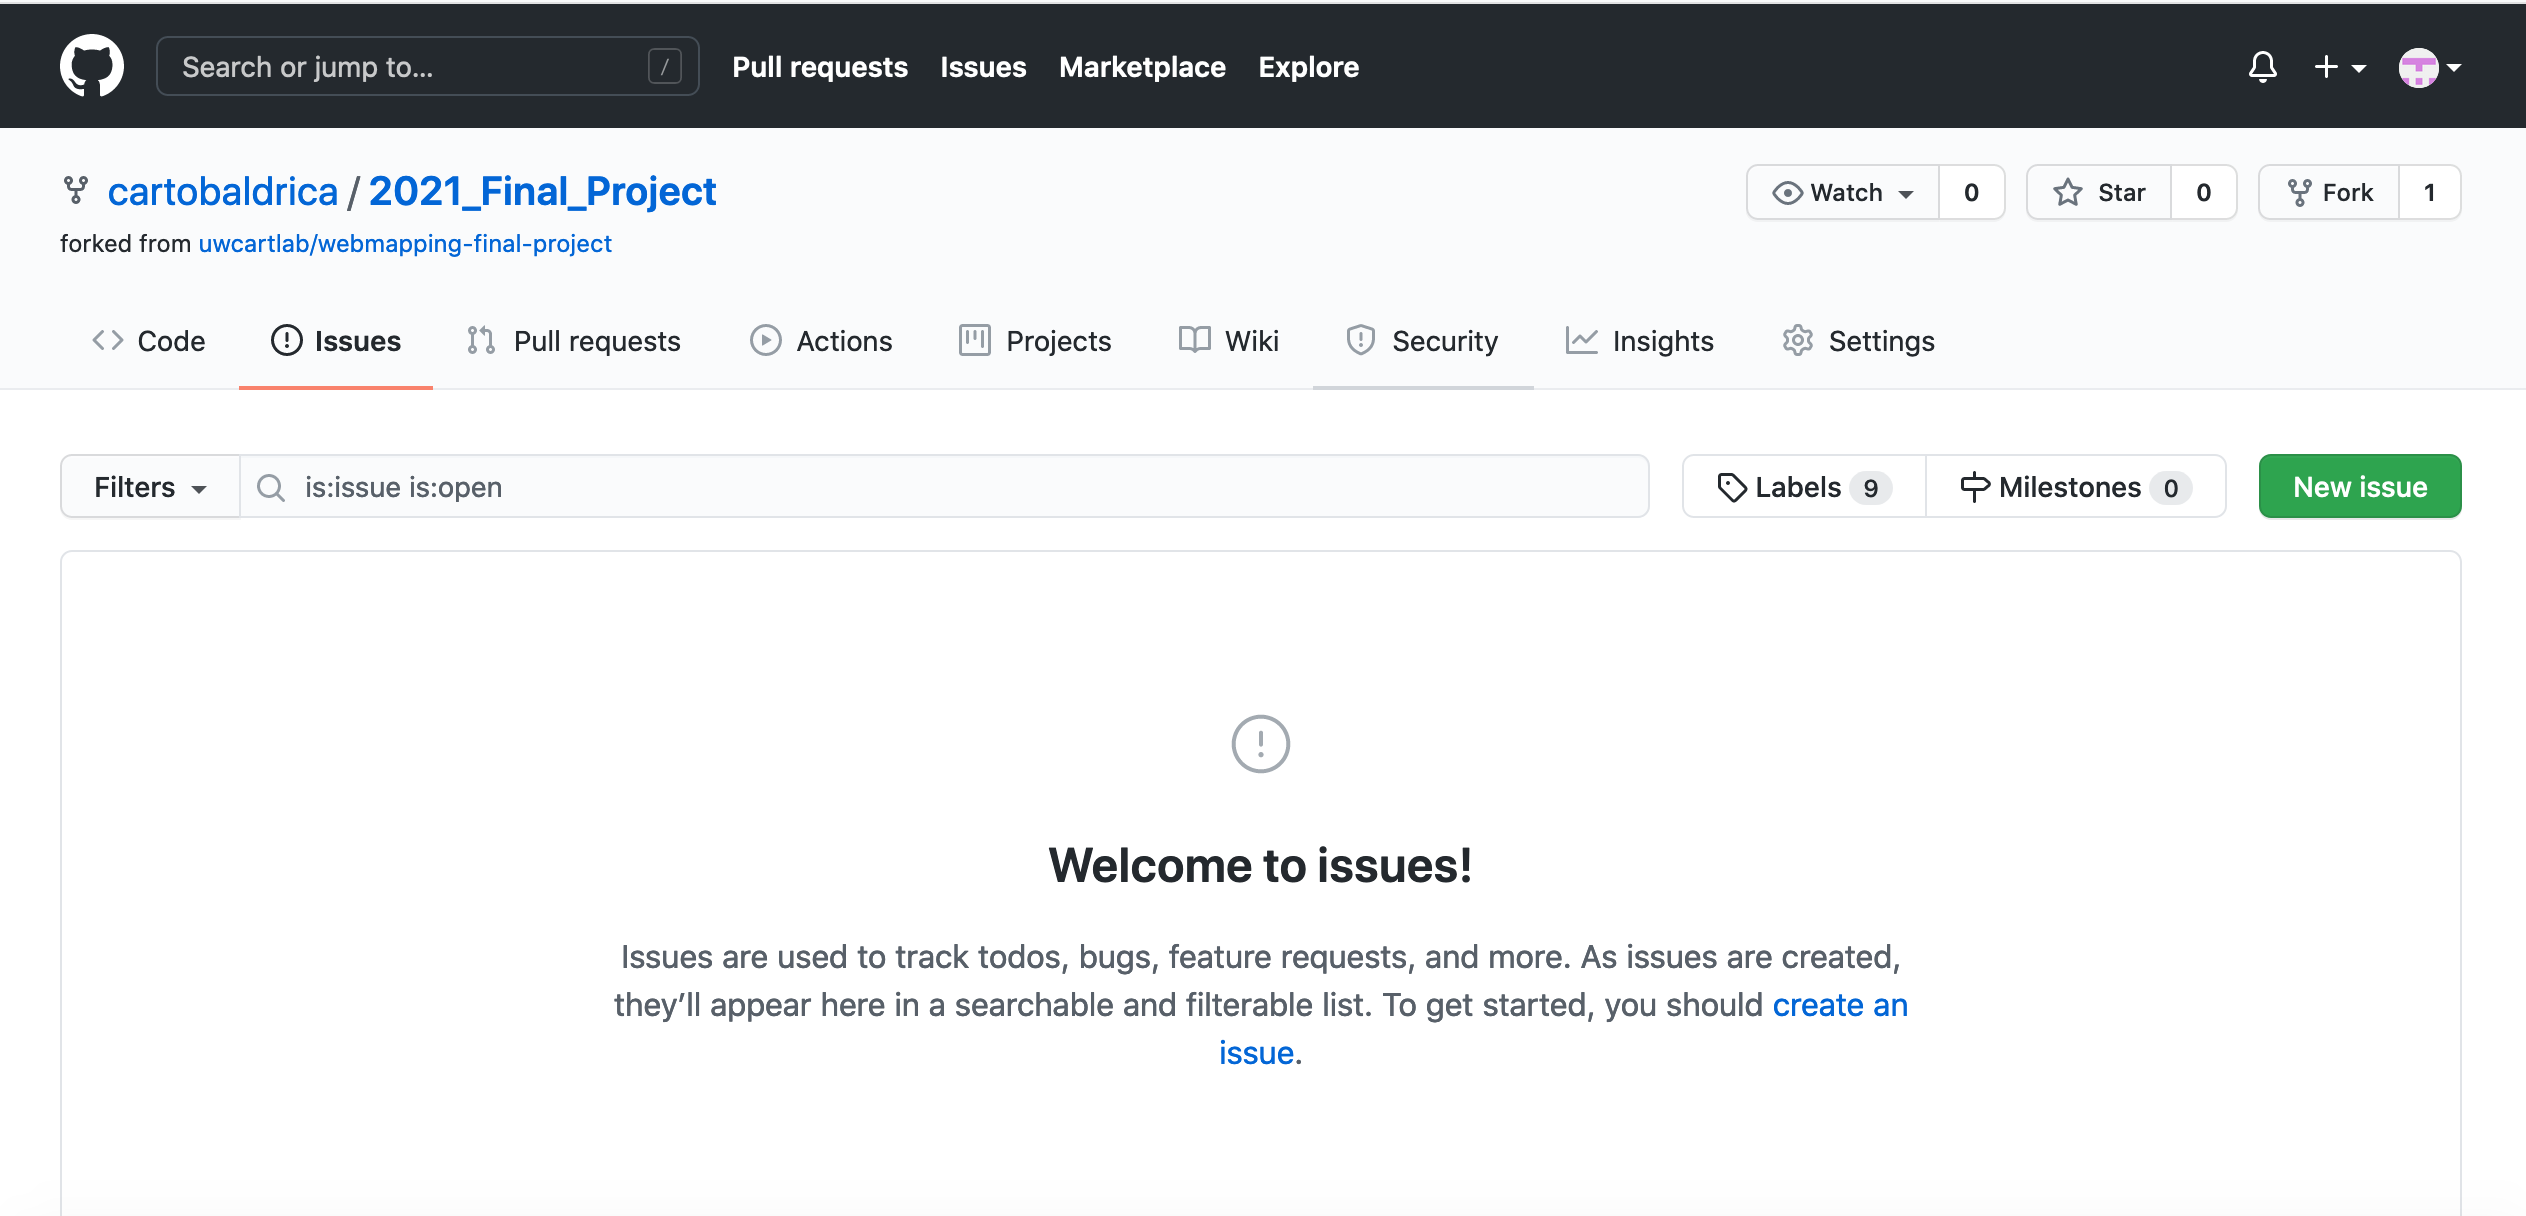 Search or jump to... /
Pull requests Issues Marketplace Explore
cartobaldrica / 2021_Final_Project
Watch 0 Star 0 Fork 1
forked from uwcartlab/webmapping-final-project
Code Issues Pull requests Actions Projects Wiki Security Insights Settings
Filters is:issue is:open Labels 9 Milestones 0 New issue
Welcome to issues!
Issues are used to track todos, bugs, feature requests, and more. As issues are created,
they’ll appear here in a searchable and filterable list. To get started, you should create an
issue.